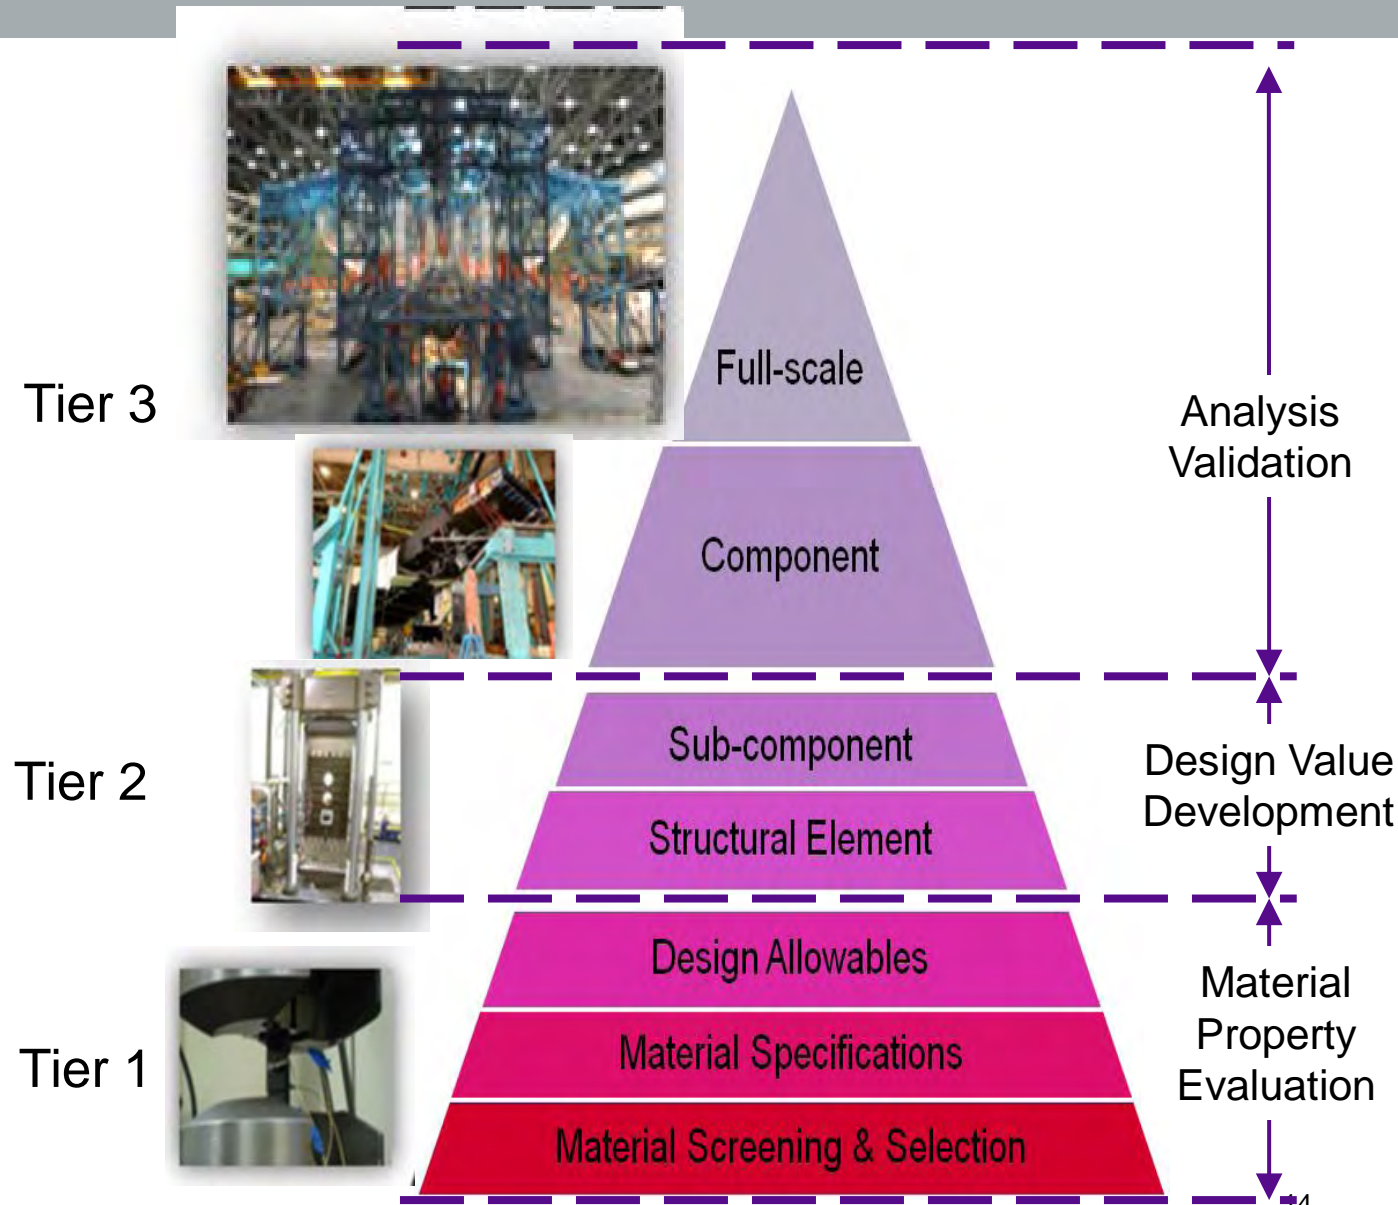 Full-scale
Tier 3
Analysis
Validation
Component
Sub-component
Tier 2
Design Value
Development
Structural Element
Design Allowables
Material
Property
Evaluation
Material Specifications
Tier 1
Material Screening & Selection